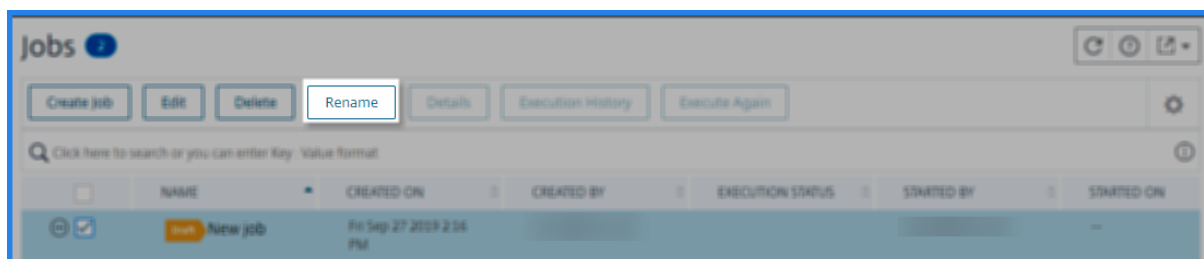 Jobs 2
Create Job Edit Delete Rename Details Execution History Execute Again
Click here to search or you can enter Key : Value format
NAME CREATED ON CREATED BY EXECUTION STATUS STARTED BY STARTED ON
Draft New job Fri Sep 27 2019 2:16 PM —